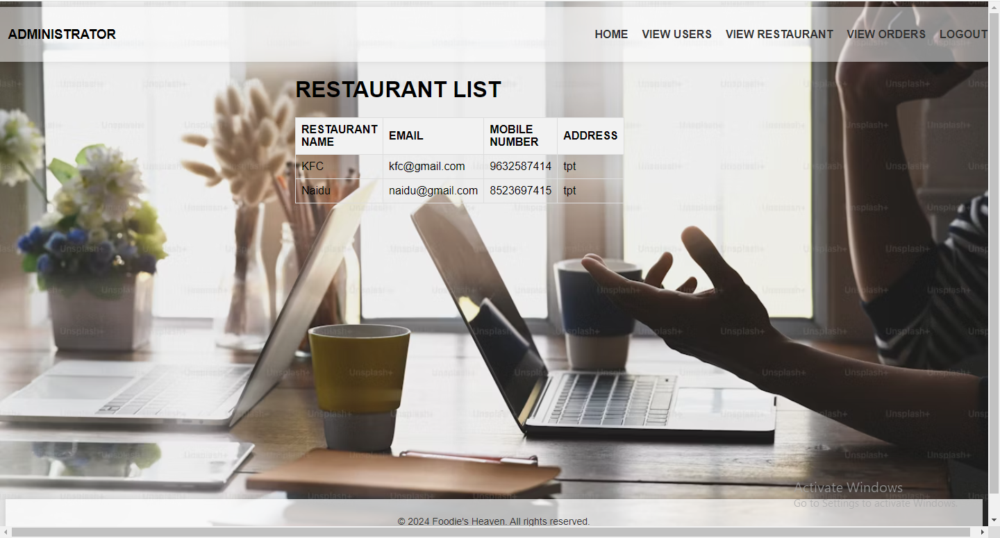 ADMINISTRATOR HOME VIEW USERS VIEW RESTAURANT VIEW ORDERS LOGOUT
RESTAURANT LIST
RESTAURANT NAME EMAIL MOBILE NUMBER ADDRESS
KFC kfc@gmail.com 9632587414 tpt
Naidu naidu@gmail.com 8523697415 tpt
Unsplash+
Activate Windows
Go to Settings to activate Windows.
© 2024 Foodie's Heaven. All rights reserved.